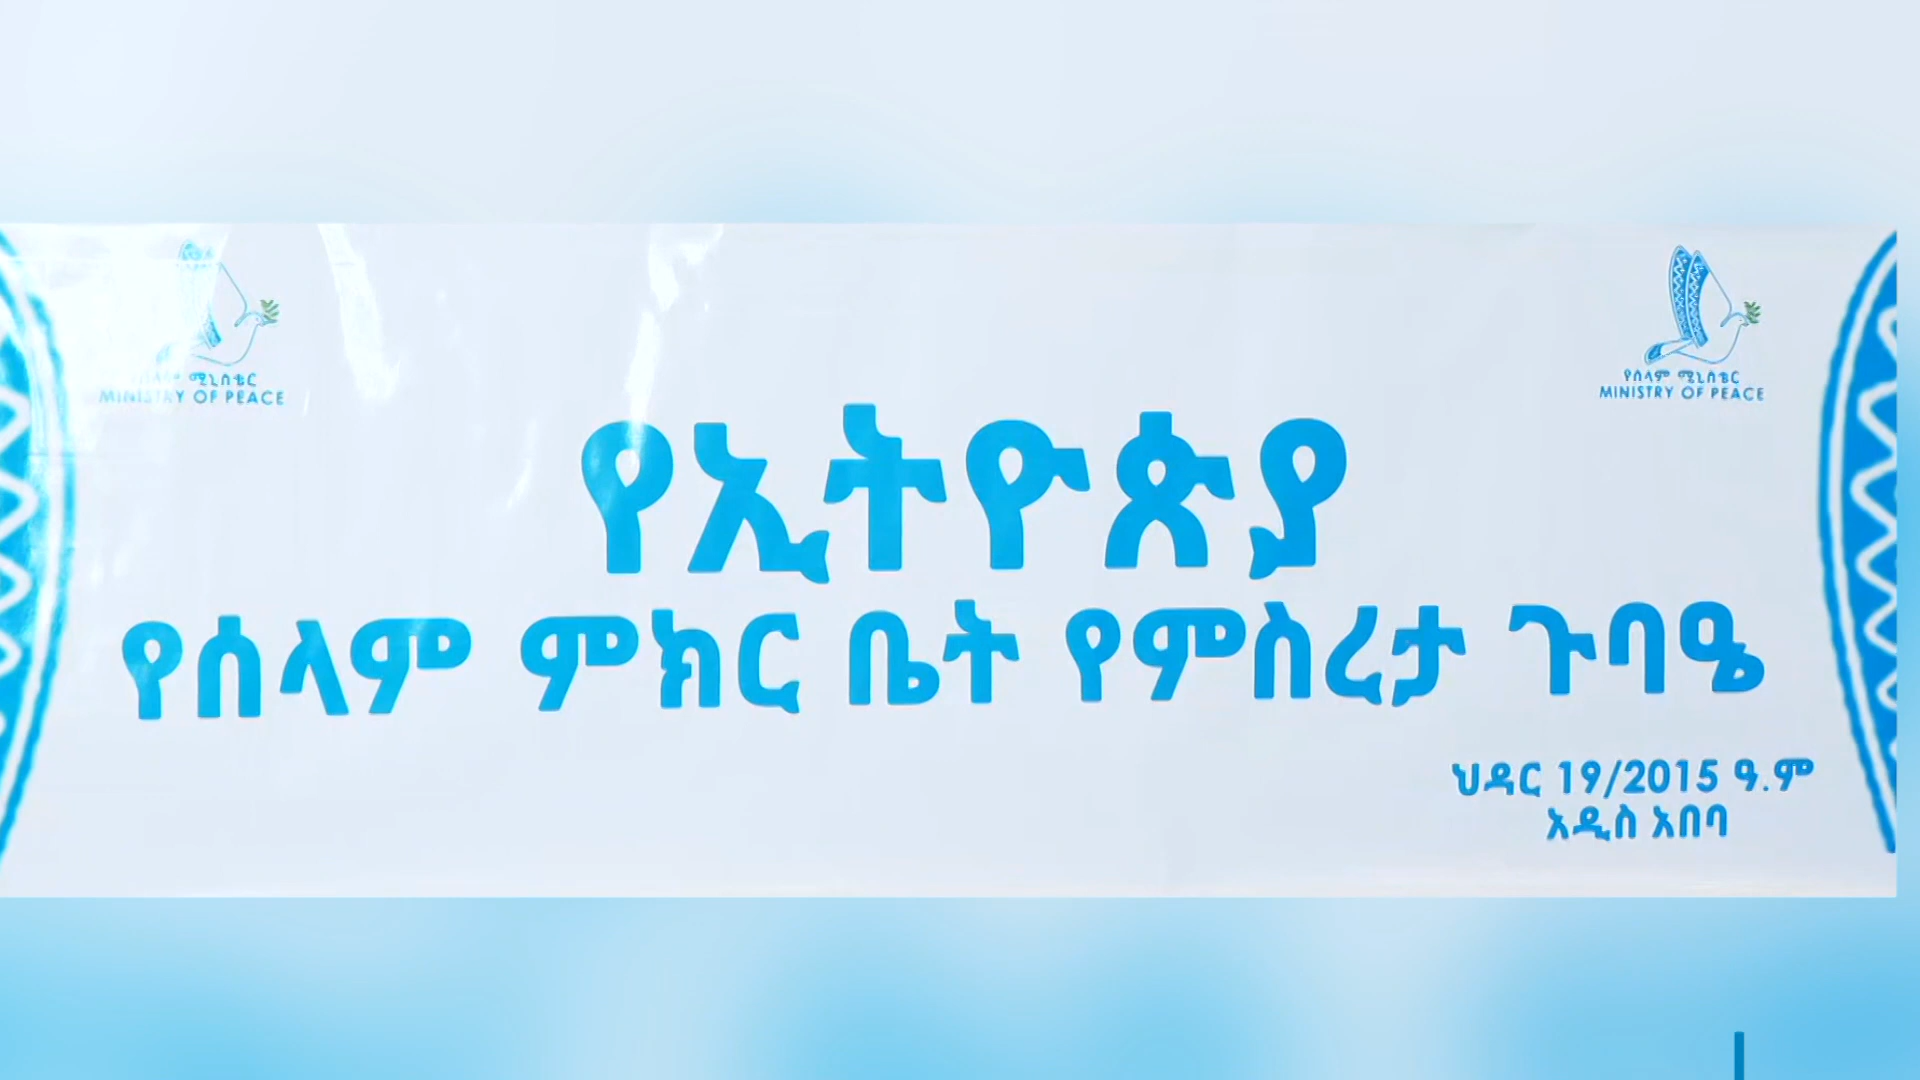 የሰላም ሚኒስቴር
MINISTRY OF PEACE
የሰላም ሚኒስቴር
MINISTRY OF PEACE
የኢትዮጵያ
የሰላም ምክር ቤት የምስረታ ጉባዔ
ህዳር 19/2015 ዓ.ም
አዲስ አበባ